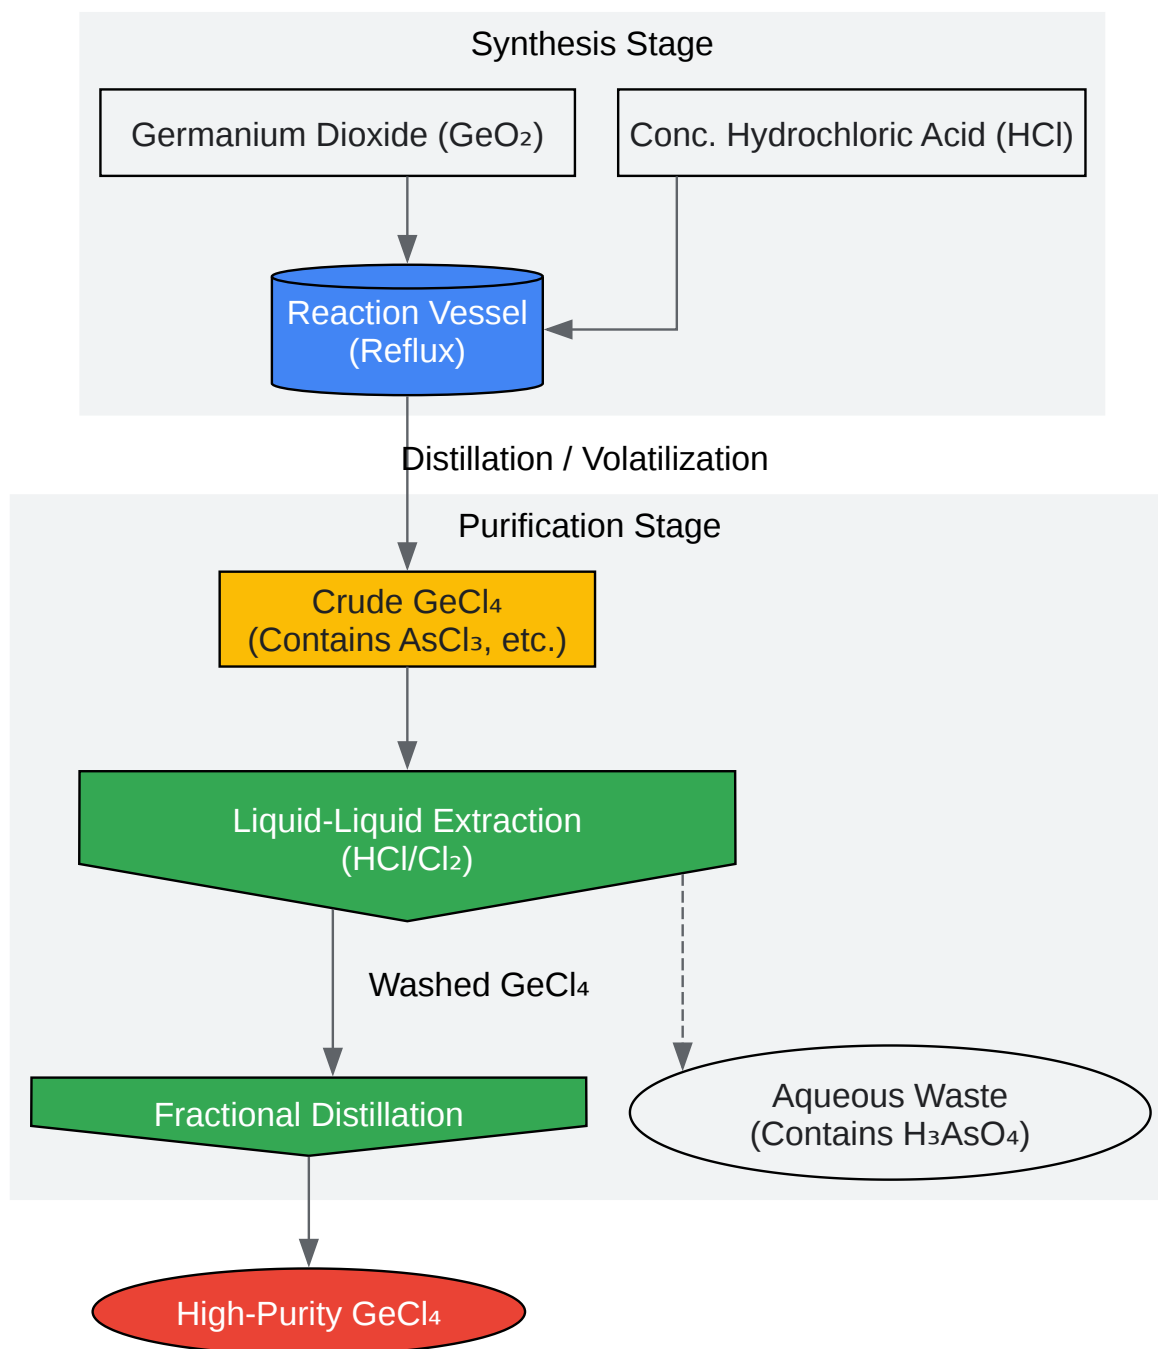 Synthesis Stage
Germanium Dioxide (GeO₂)
Conc. Hydrochloric Acid (HCl)
Reaction Vessel
(Reflux)
Distillation / Volatilization
Purification Stage
Crude GeCl₄
(Contains AsCl₃, etc.)
Liquid-Liquid Extraction
(HCl/Cl₂)
Washed GeCl₄
Fractional Distillation
Aqueous Waste
(Contains H₃AsO₄)
High-Purity GeCl₄